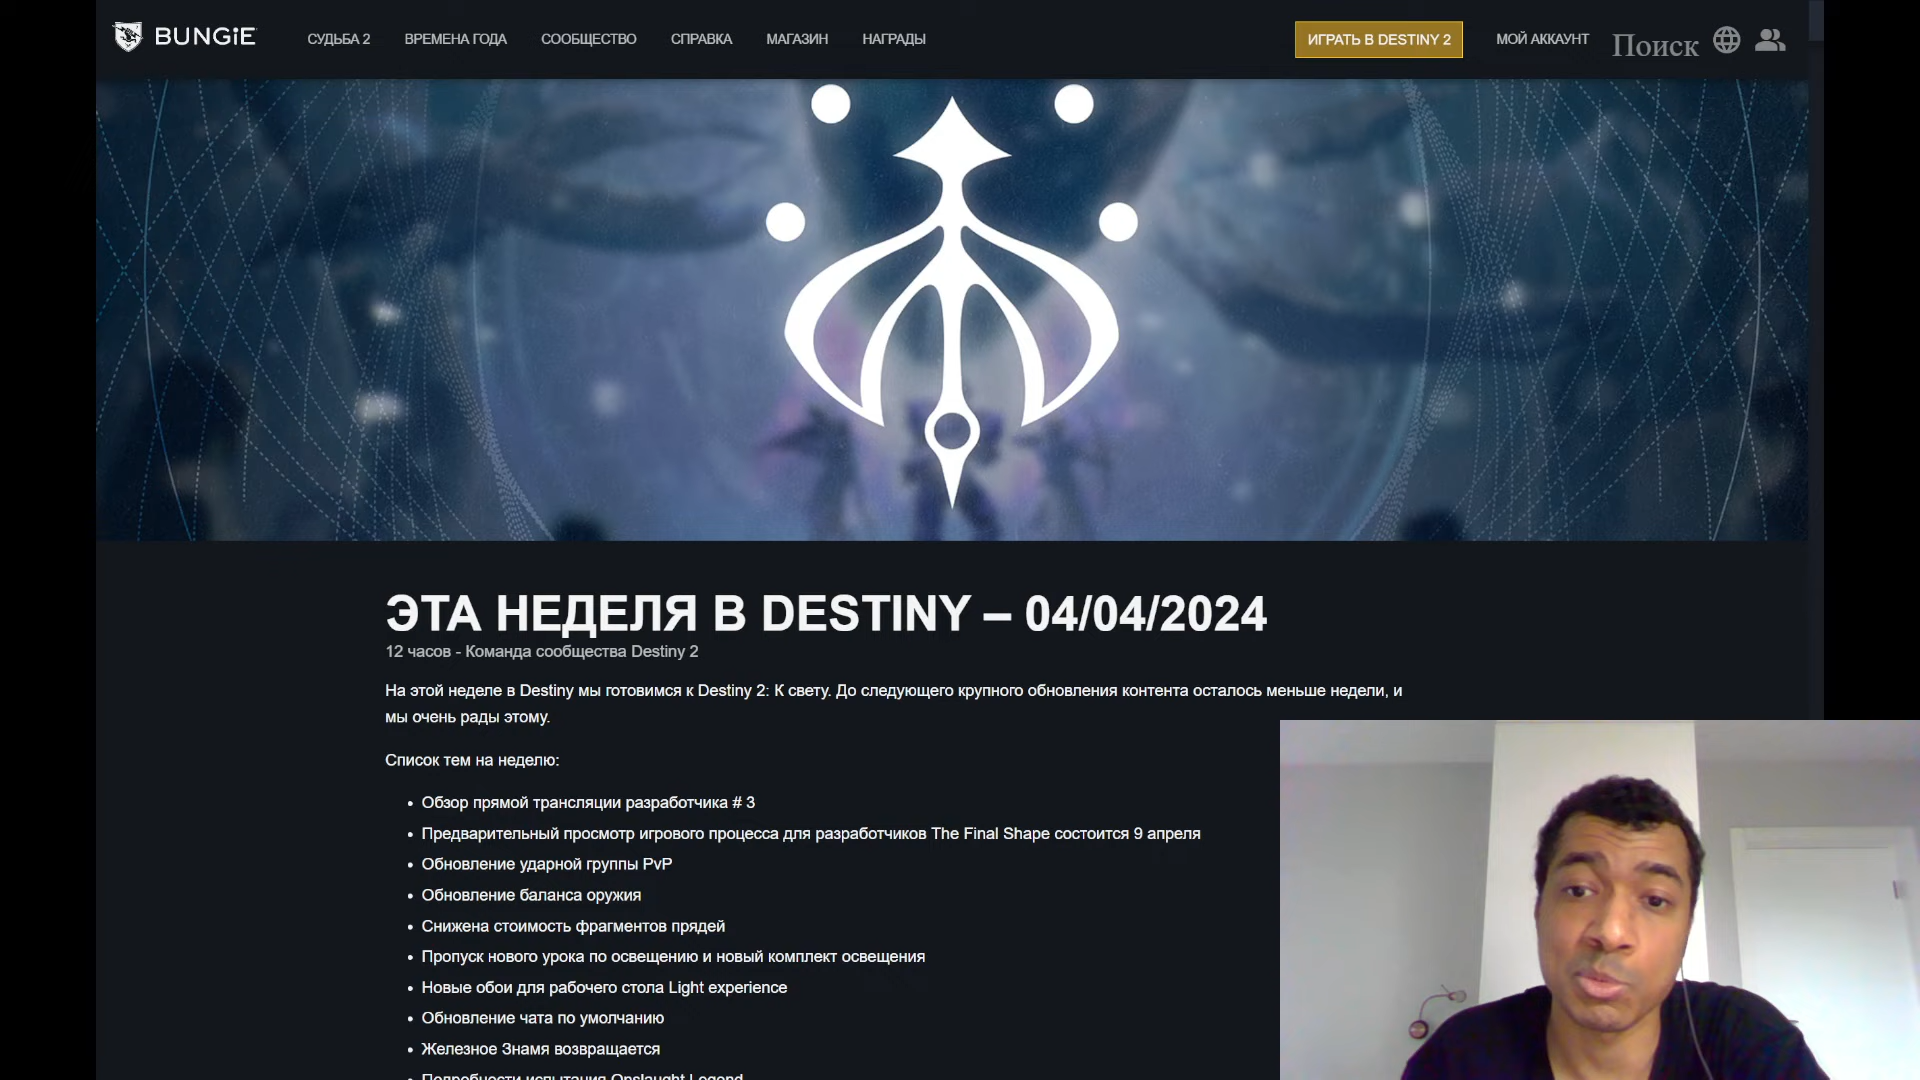 BUNGiE
СУДЬБА 2
ВРЕМЕНА ГОДА
СООБЩЕСТВО
СПРАВКА
МАГАЗИН
НАГРАДЫ
ИГРАТЬ В DESTINY 2
МОЙ АККАУНТ
Поиск
ЭТА НЕДЕЛЯ В DESTINY – 04/04/2024
12 часов - Команда сообщества Destiny 2
На этой неделе в Destiny мы готовимся к Destiny 2: К свету. До следующего крупного обновления контента осталось меньше недели, и
мы очень рады этому.
Список тем на неделю:
• Обзор прямой трансляции разработчика # 3
• Предварительный просмотр игрового процесса для разработчиков The Final Shape состоится 9 апреля
• Обновление ударной группы PvP
• Обновление баланса оружия
• Снижена стоимость фрагментов прядей
• Пропуск нового урока по освещению и новый комплект освещения
• Новые обои для рабочего стола Light experience
• Обновление чата по умолчанию
• Железное Знамя возвращается
• Подробности испытания Onslaught Legend